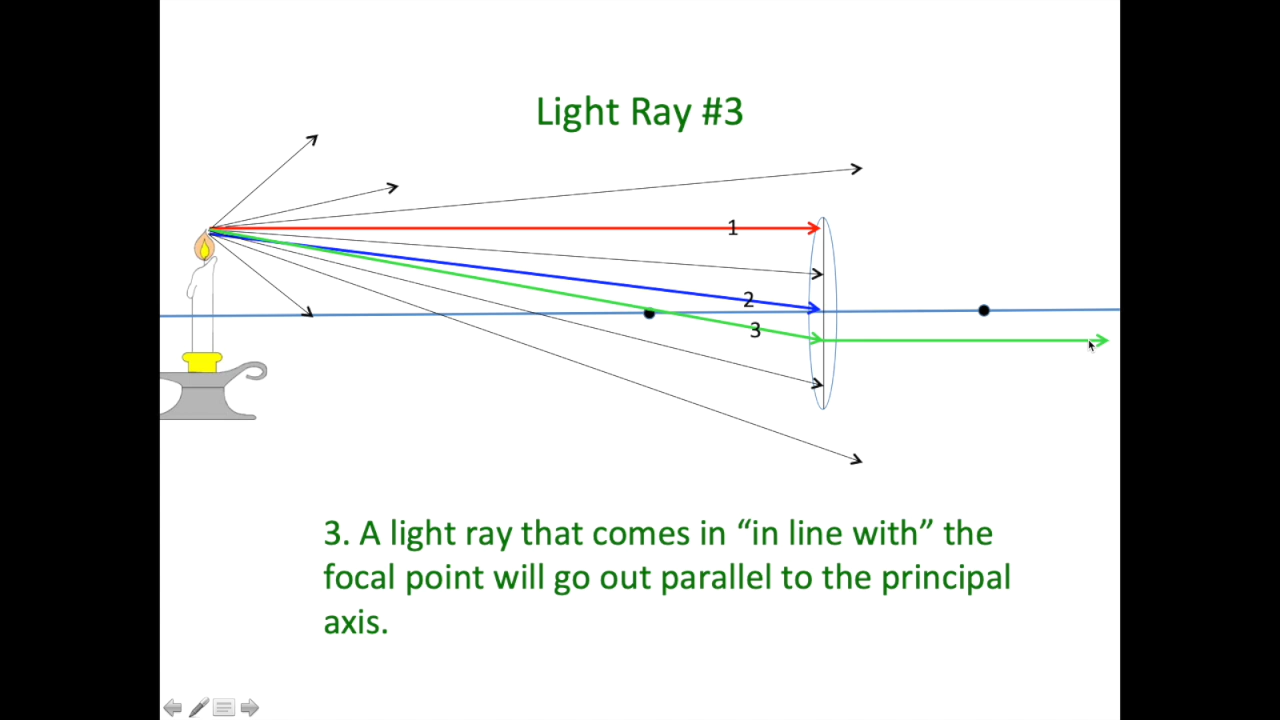 Light Ray #3
1
2
3
3. A light ray that comes in “in line with” the
focal point will go out parallel to the principal
axis.